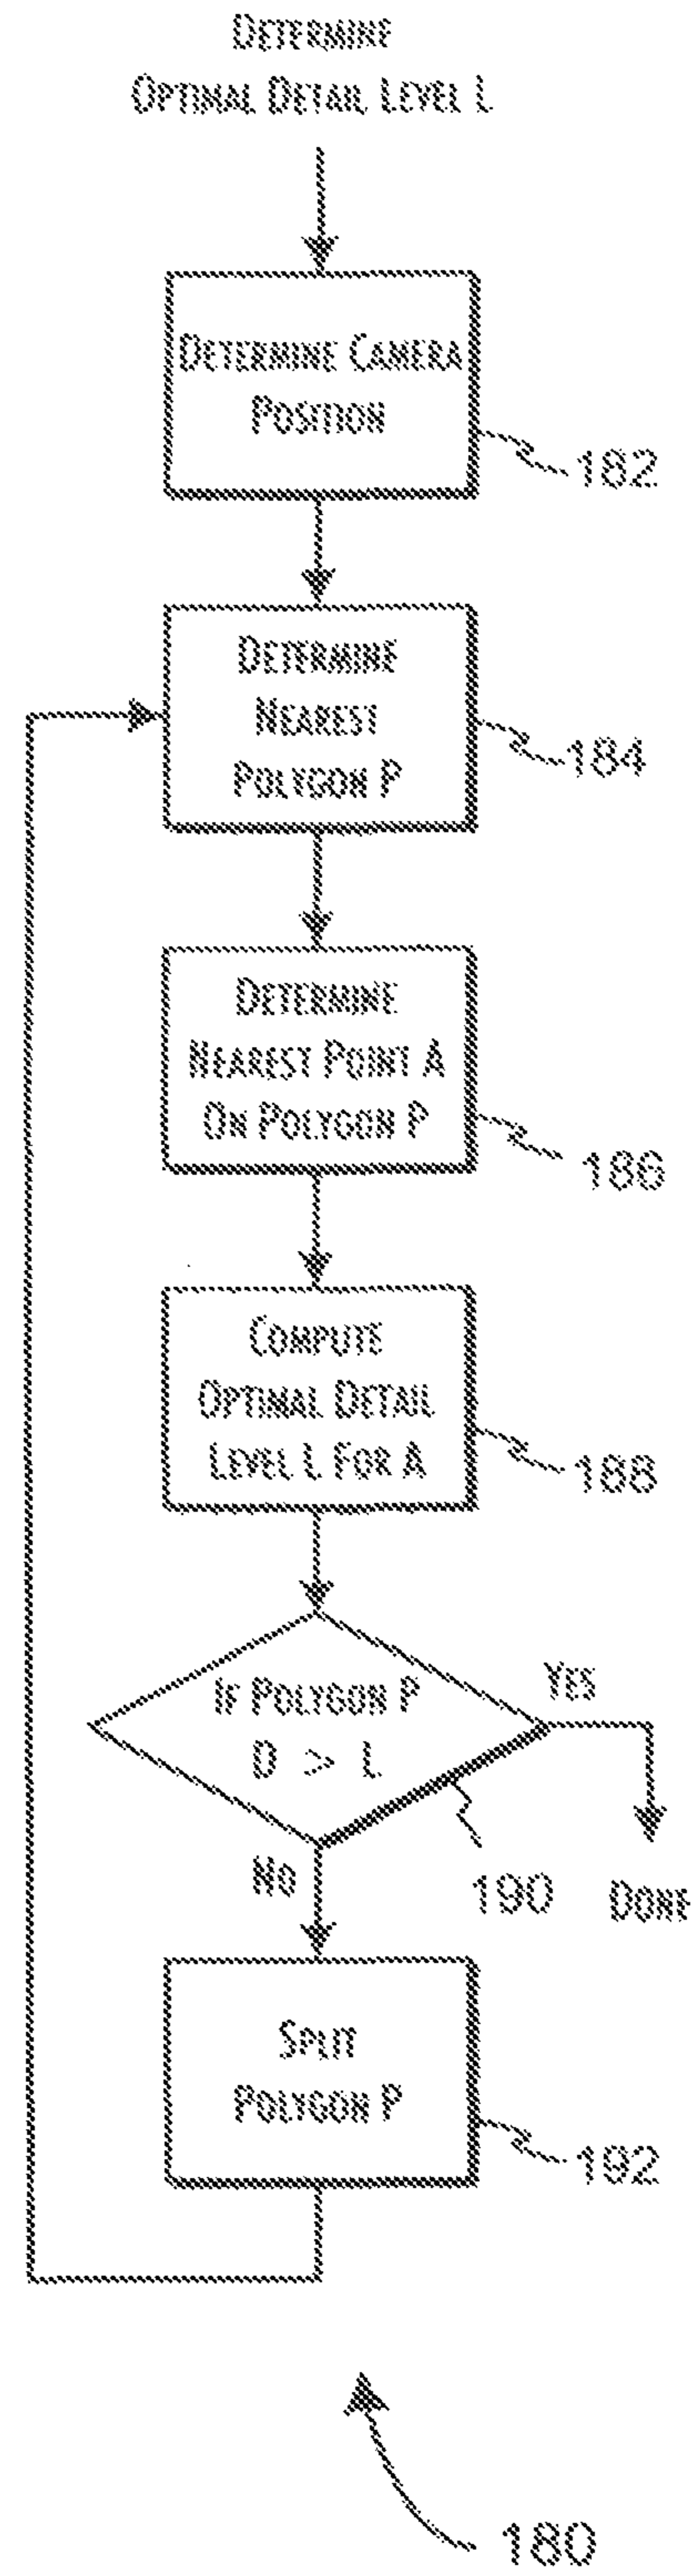 DETERMINE
OPTIMAL DETAIL LEVEL L
DETERMINE CAMERA
POSITION
182
DETERMINE
NEAREST
POLYGON P
184
DETERMINE
NEAREST POINT A
ON POLYGON P
186
COMPUTE
OPTIMAL DETAIL
LEVEL L FOR A
188
IF POLYGON P
D > L
YES
NO
190
DONE
SPLIT
POLYGON P
192
180